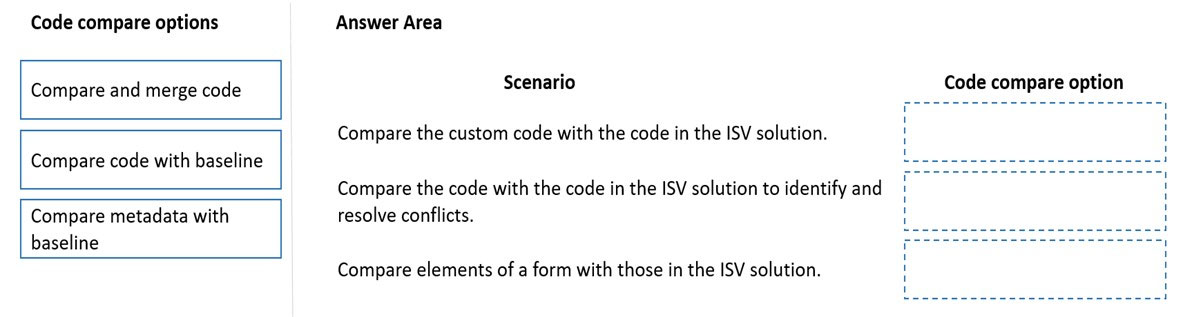 Code compare options
Compare and merge code
Compare code with baseline
Compare metadata with
baseline
Answer Area
Scenario
Code compare option
Compare the custom code with the code in the ISV solution.
Compare the code with the code in the ISV solution to identify and
resolve conflicts.
Compare elements of a form with those in the ISV solution.